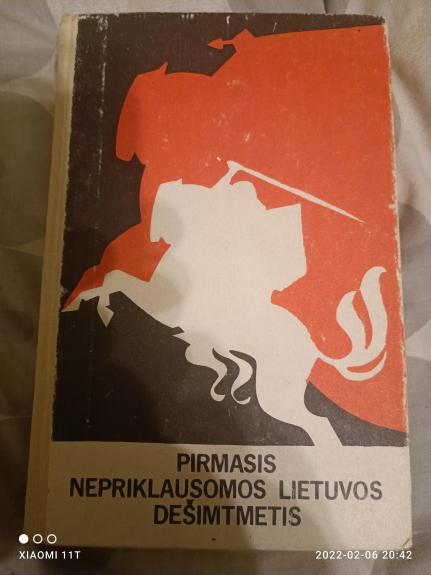 PIRMASIS
NEPRIKLAUSOMOS LIETUVOS
DEŠIMTMETIS
XIAOMI 11T
2022-02-06 20:42